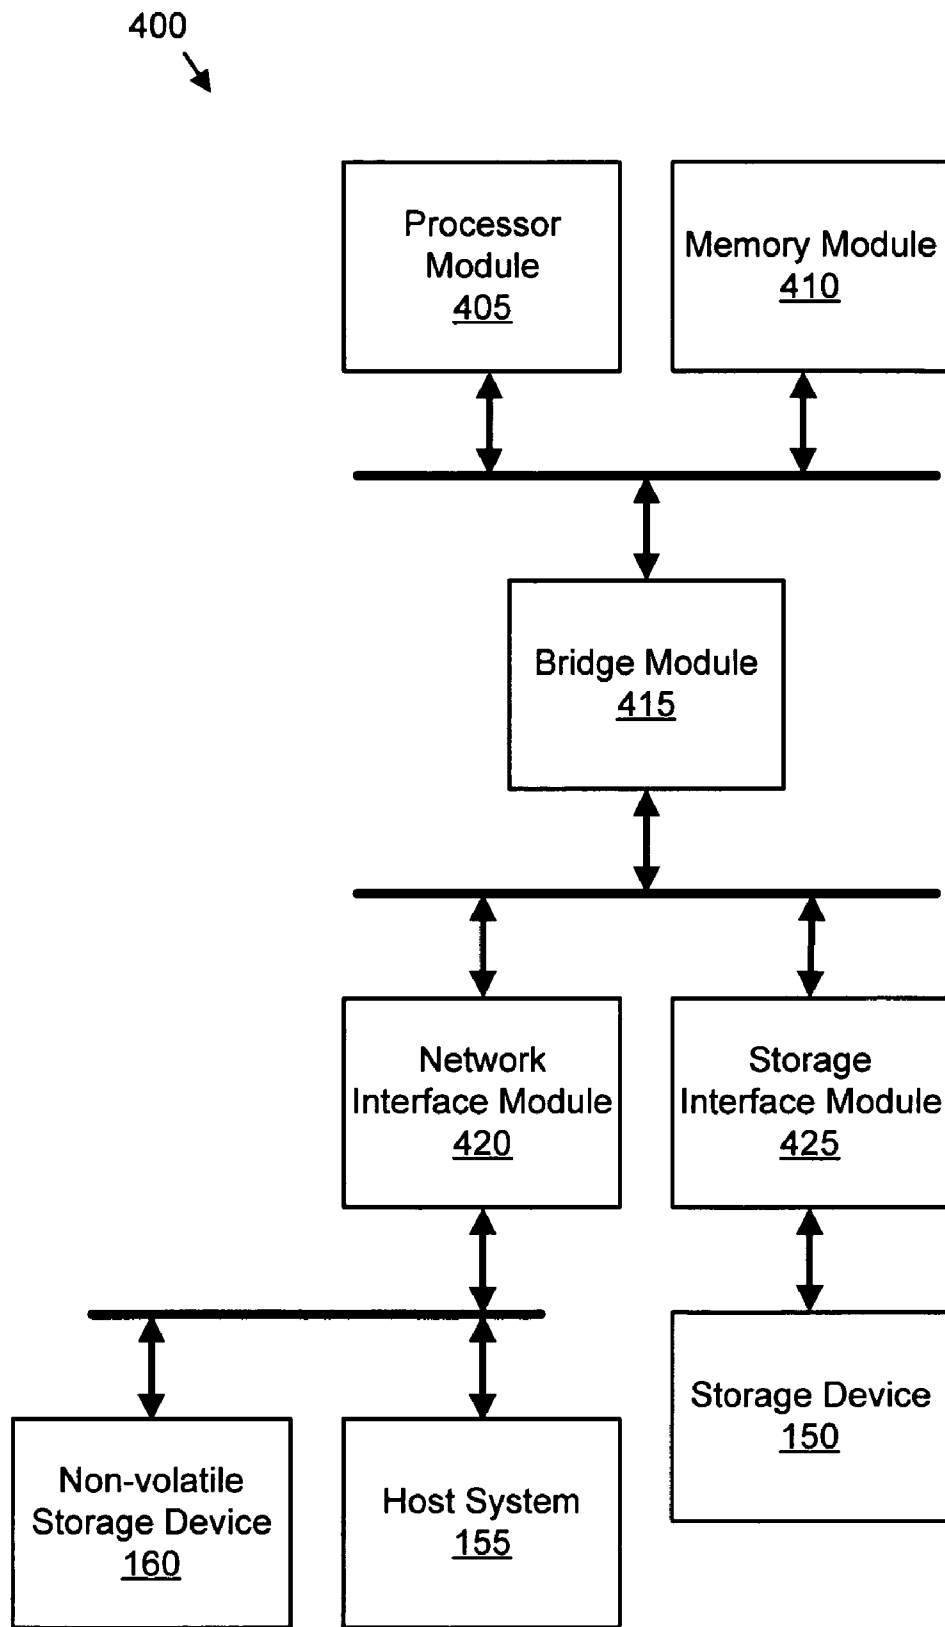 400
Processor
Module
405
Memory Module
410
Bridge Module
415
Network
Interface Module
420
Storage
Interface Module
425
Storage Device
150
Non-volatile
Storage Device
160
Host System
155